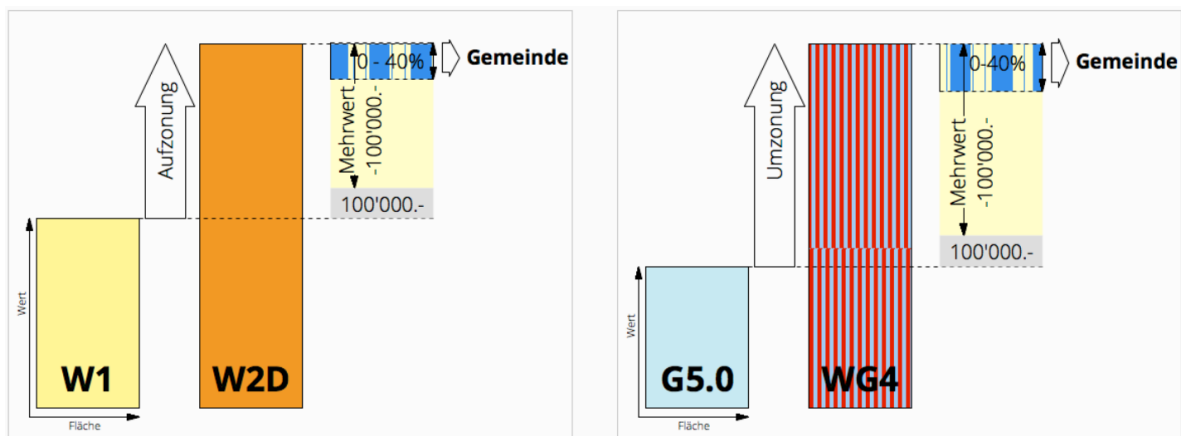 0 - 40%
Gemeinde
Aufzonung
Mehrwert
-100'000.-
100'000.-
Wert
W1
W2D
Fläche
0-40%
Gemeinde
Umzonung
Mehrwert
-100'000.-
100'000.-
Wert
G5.0
WG4
Fläche